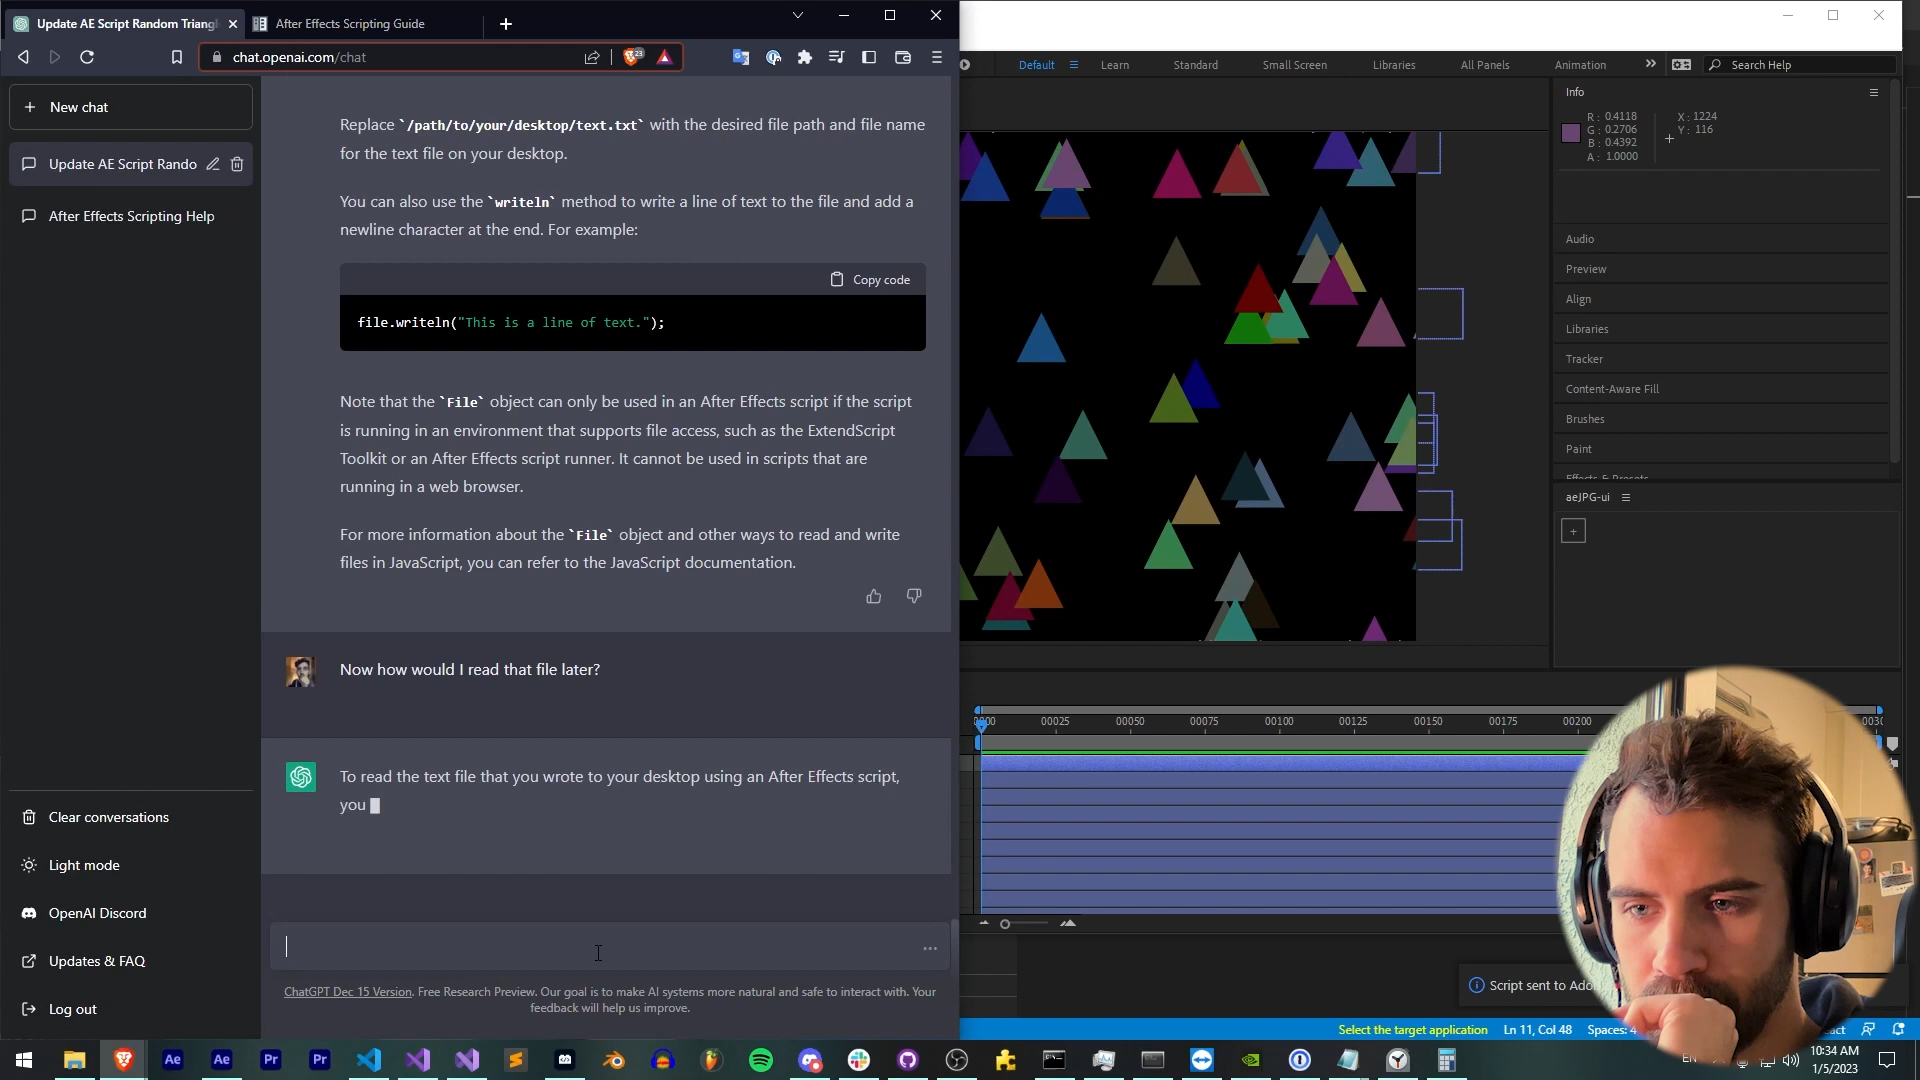 Update AE Script Random Triangl
After Effects Scripting Guide
chat.openai.com/chat
23
Default
Learn
Standard
Small Screen
Libraries
All Panels
Animation
Search Help
New chat
Update AE Script Rando
After Effects Scripting Help
Replace `/path/to/your/desktop/text.txt` with the desired file path and file name
for the text file on your desktop.
You can also use the `writeln` method to write a line of text to the file and add a
newline character at the end. For example:
Copy code
file.writeln("This is a line of text.");
Note that the `File` object can only be used in an After Effects script if the script
is running in an environment that supports file access, such as the ExtendScript
Toolkit or an After Effects script runner. It cannot be used in scripts that are
running in a web browser.
For more information about the `File` object and other ways to read and write
files in JavaScript, you can refer to the JavaScript documentation.
Now how would I read that file later?
To read the text file that you wrote to your desktop using an After Effects script,
you
ChatGPT Dec 15 Version. Free Research Preview. Our goal is to make AI systems more natural and safe to interact with. Your
feedback will help us improve.
Clear conversations
Light mode
OpenAI Discord
Updates & FAQ
Log out
Info
R: 0.4118
G: 0.2706
B: 0.4392
A: 1.0000
X: 1224
Y: 116
Audio
Preview
Align
Libraries
Tracker
Content-Aware Fill
Brushes
Paint
Effects & Presets
aeJPG-ui
00025
00050
00075
00100
00125
00150
00175
00200
Script sent to Ado
Select the target application
Ln 11, Col 48
Spaces: 4
10:34 AM
1/5/2023